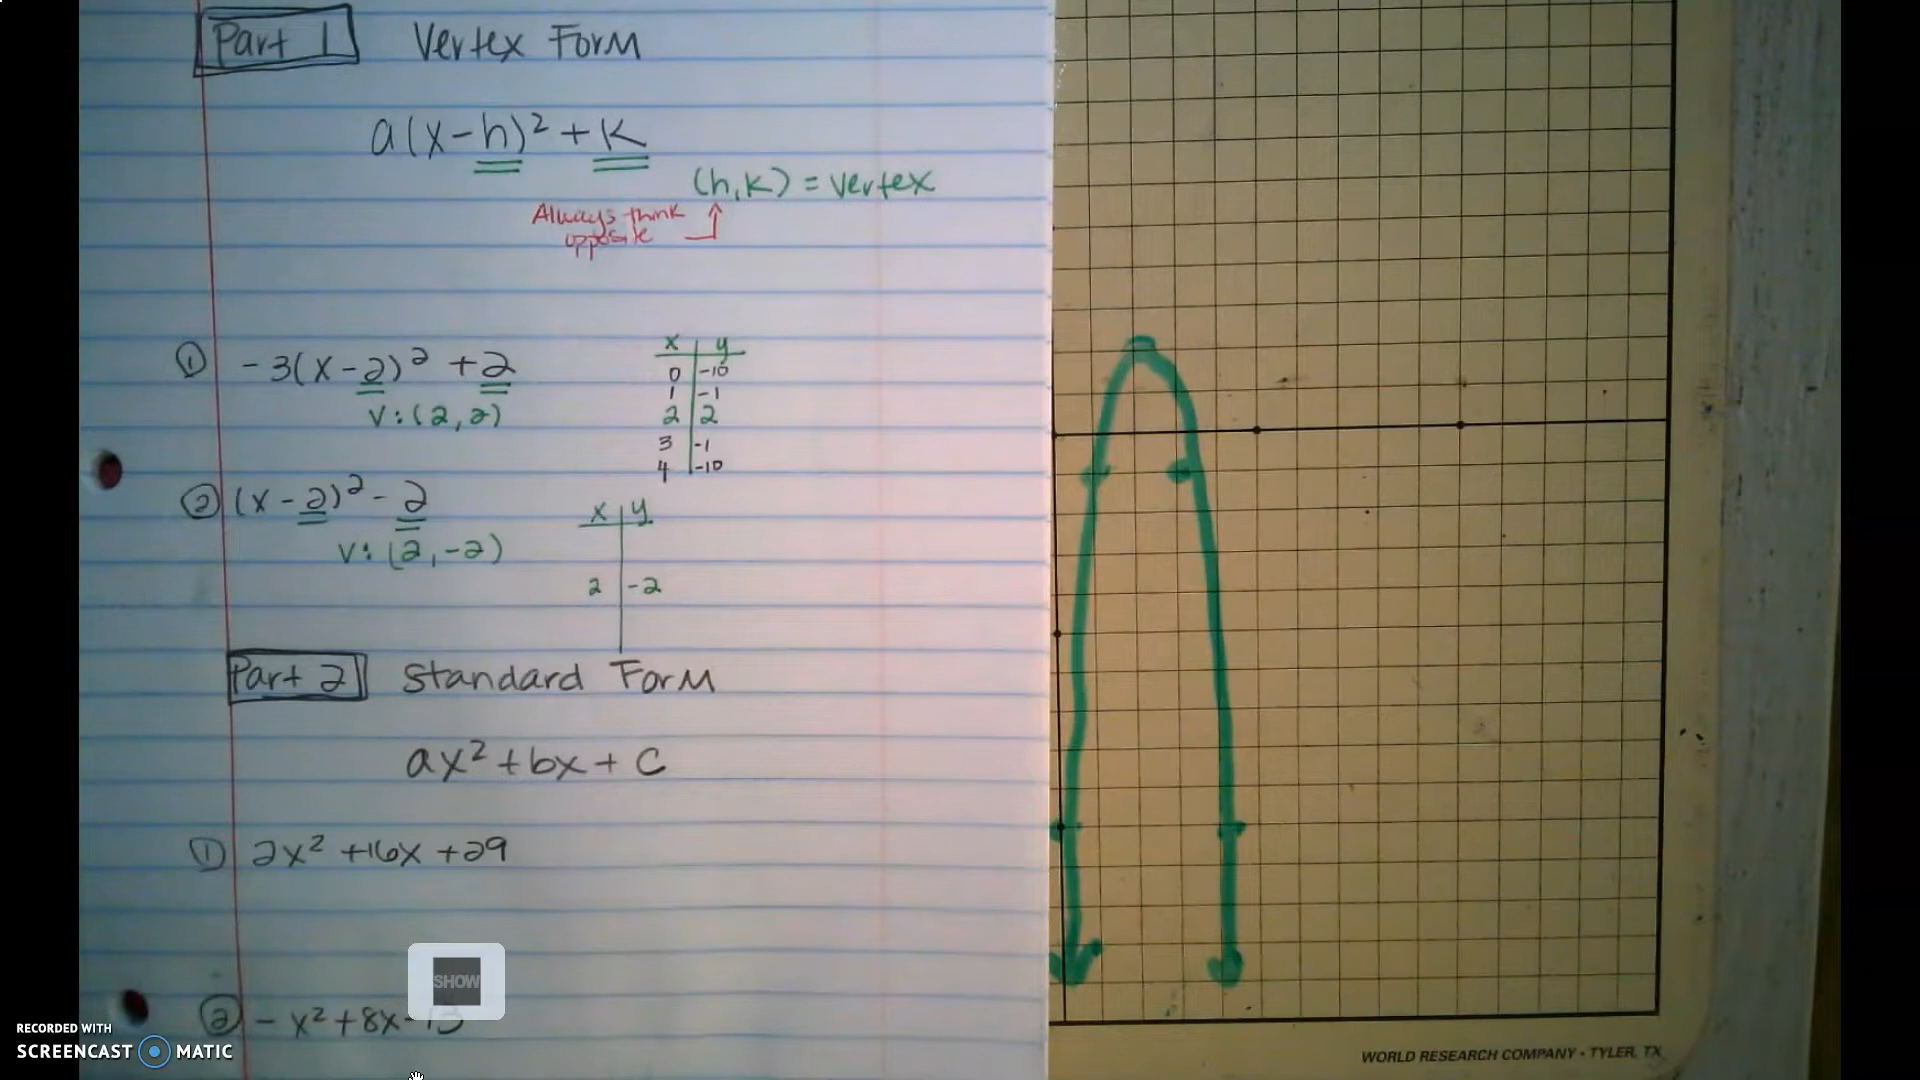 Part 1 Vertex Form
a(x-h)² + K
(h,K) = vertex
Always think
opposite
① -3(x-2)² +2
V:(2,2)
x y
0 -10
1 -1
2 2
3 -1
4 -10
② (x-2)² - 2
V: (2,-2)
x y
2 -2
Part 2 Standard Form
ax² + bx + c
① 2x² +16x +29
SHOW
② - x² +8x-
RECORDED WITH
SCREENCAST MATIC
WORLD RESEARCH COMPANY • TYLER, TX